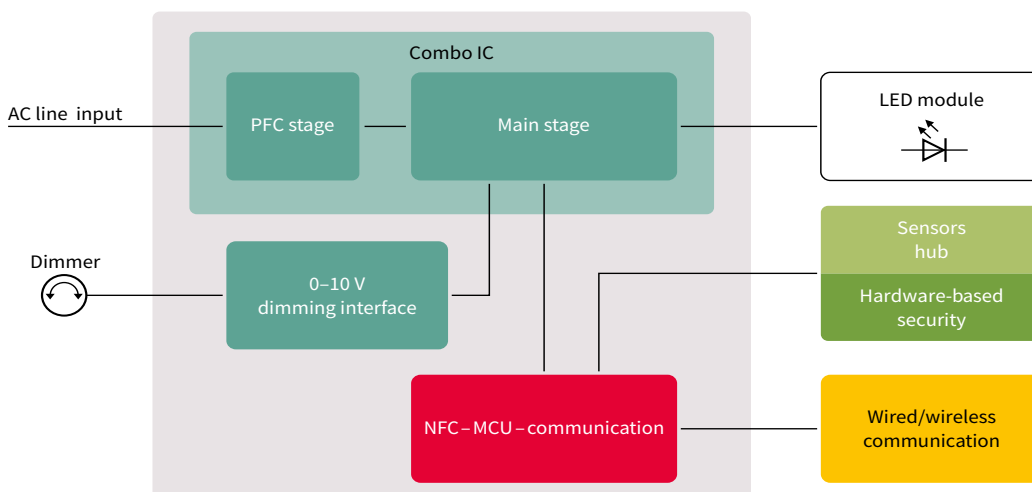 Combo IC
AC line input
PFC stage
Main stage
LED module
Dimmer
0–10 V
dimming interface
Sensors
hub
Hardware-based
security
NFC–MCU–communication
Wired/wireless
communication